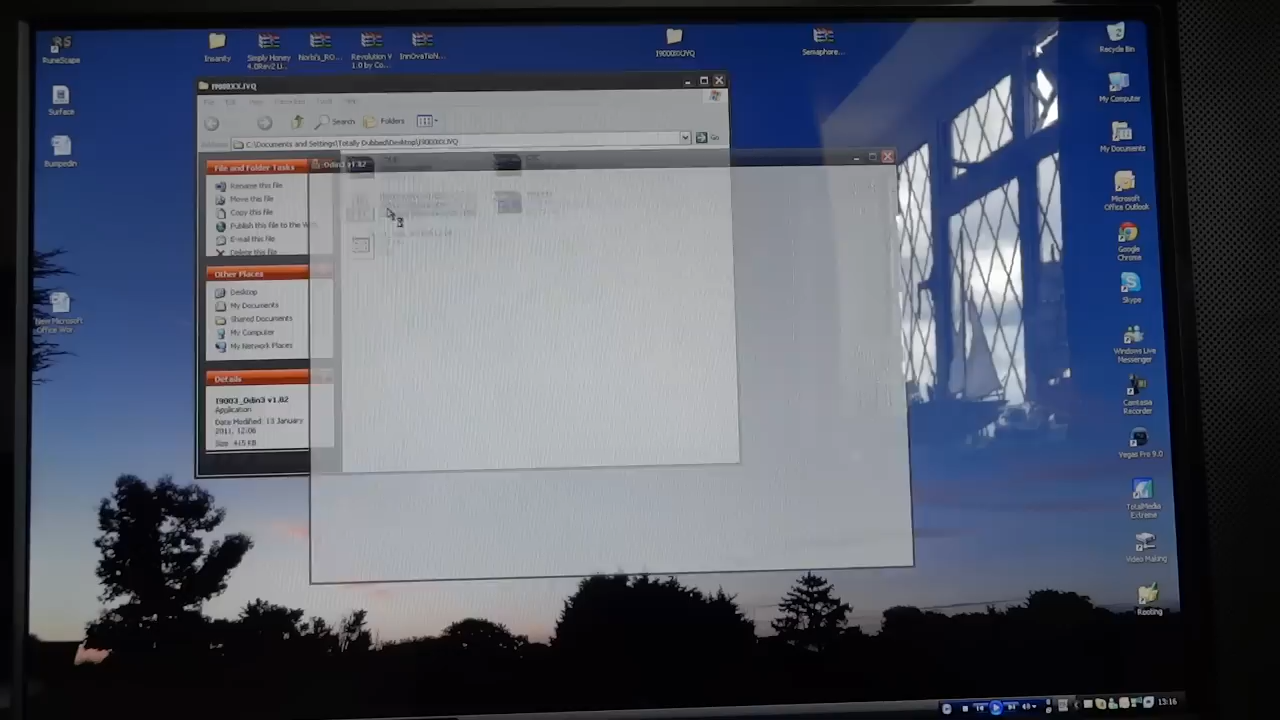 RuneScape
Surface
Bumpedin
Insanity
Simply Honey
4.0Rev2 Li...
Norbi's_RO...
Revolution V
1.0 by Co...
InnOvaTioN...
I9000XXJVQ
Semaphore...
Recycle Bin
My Computer
My Documents
Microsoft
Office Outlook
Google
Chrome
Skype
Windows Live
Messenger
Camtasia
Recorder
Vegas Pro 9.0
TotalMedia
Extreme
Video Making
Rooting
New Microsoft
I9000XXJVQ
Search
Folders
C:\Documents and Settings\Totally Dubbed\Desktop\I9000XXJVQ
Go
Odin3 v1.82
File and Folder Tasks
Rename this file
Move this file
Copy this file
Publish this file to the W
E-mail this file
Delete this file
Other Places
Desktop
My Documents
Shared Documents
My Computer
My Network Places
Details
I9003_Odin3 v1.82
Application
Date Modified: 13 January
2011, 12:06
Size: 415 KB
13:16